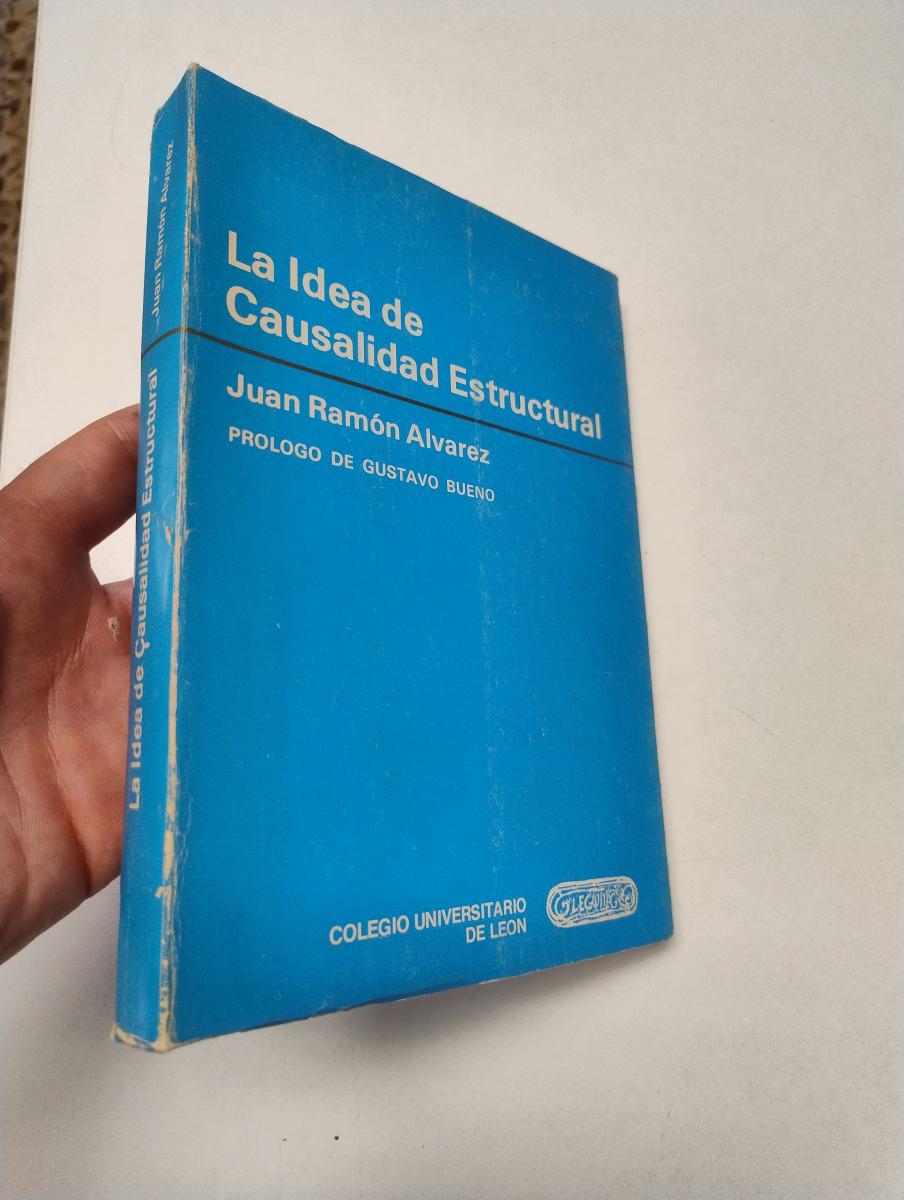 La Idea de
Causalidad Estructural
Juan Ramón Alvarez
PROLOGO DE GUSTAVO BUENO
COLEGIO UNIVERSITARIO
DE LEON
La Idea de Causalidad Estructural
Juan Ramón Alvarez